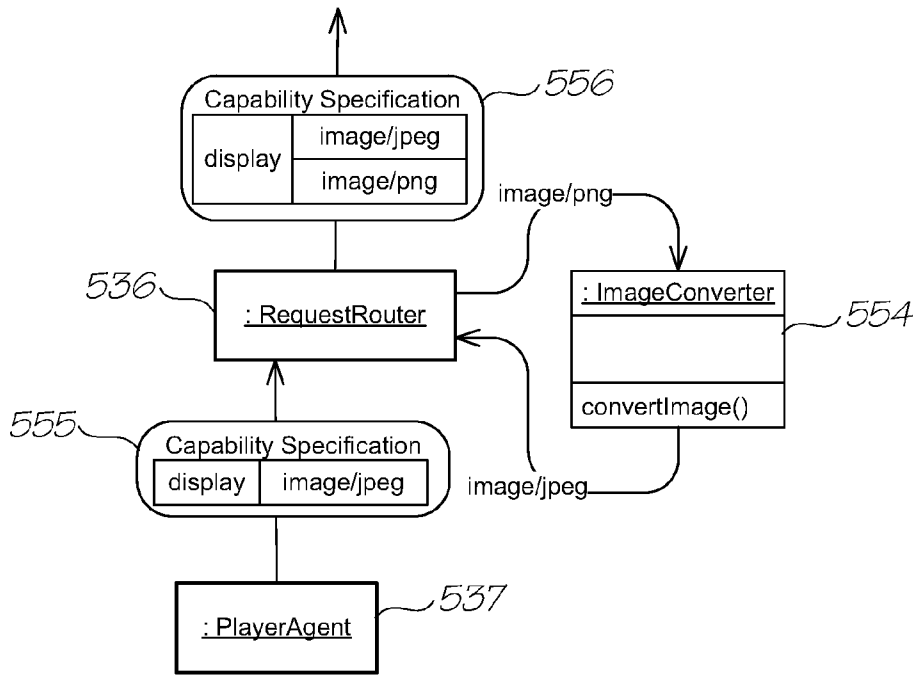 556
Capability Specification
display
image/jpeg
image/png
image/png
536
: RequestRouter
: ImageConverter
554
convertImage()
555
Capability Specification
display
image/jpeg
image/jpeg
537
: PlayerAgent